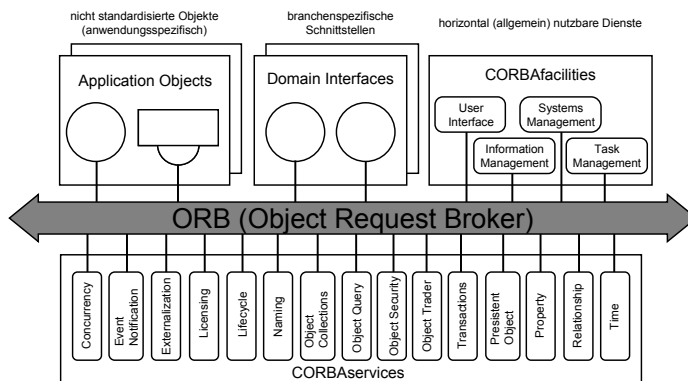 nicht standardisierte Objekte
(anwendungsspezifisch)
branchenspezifische
Schnittstellen
horizontal (allgemein) nutzbare Dienste
Application Objects
Domain Interfaces
CORBAfacilities
User
Interface
Systems
Management
Information
Management
Task
Management
ORB (Object Request Broker)
Concurrency
Event
Notification
Externalization
Licensing
Lifecycle
Naming
Object
Collections
Object Query
Object Security
Object Trader
Transactions
Presistent
Object
Property
Relationship
Time
CORBAservices